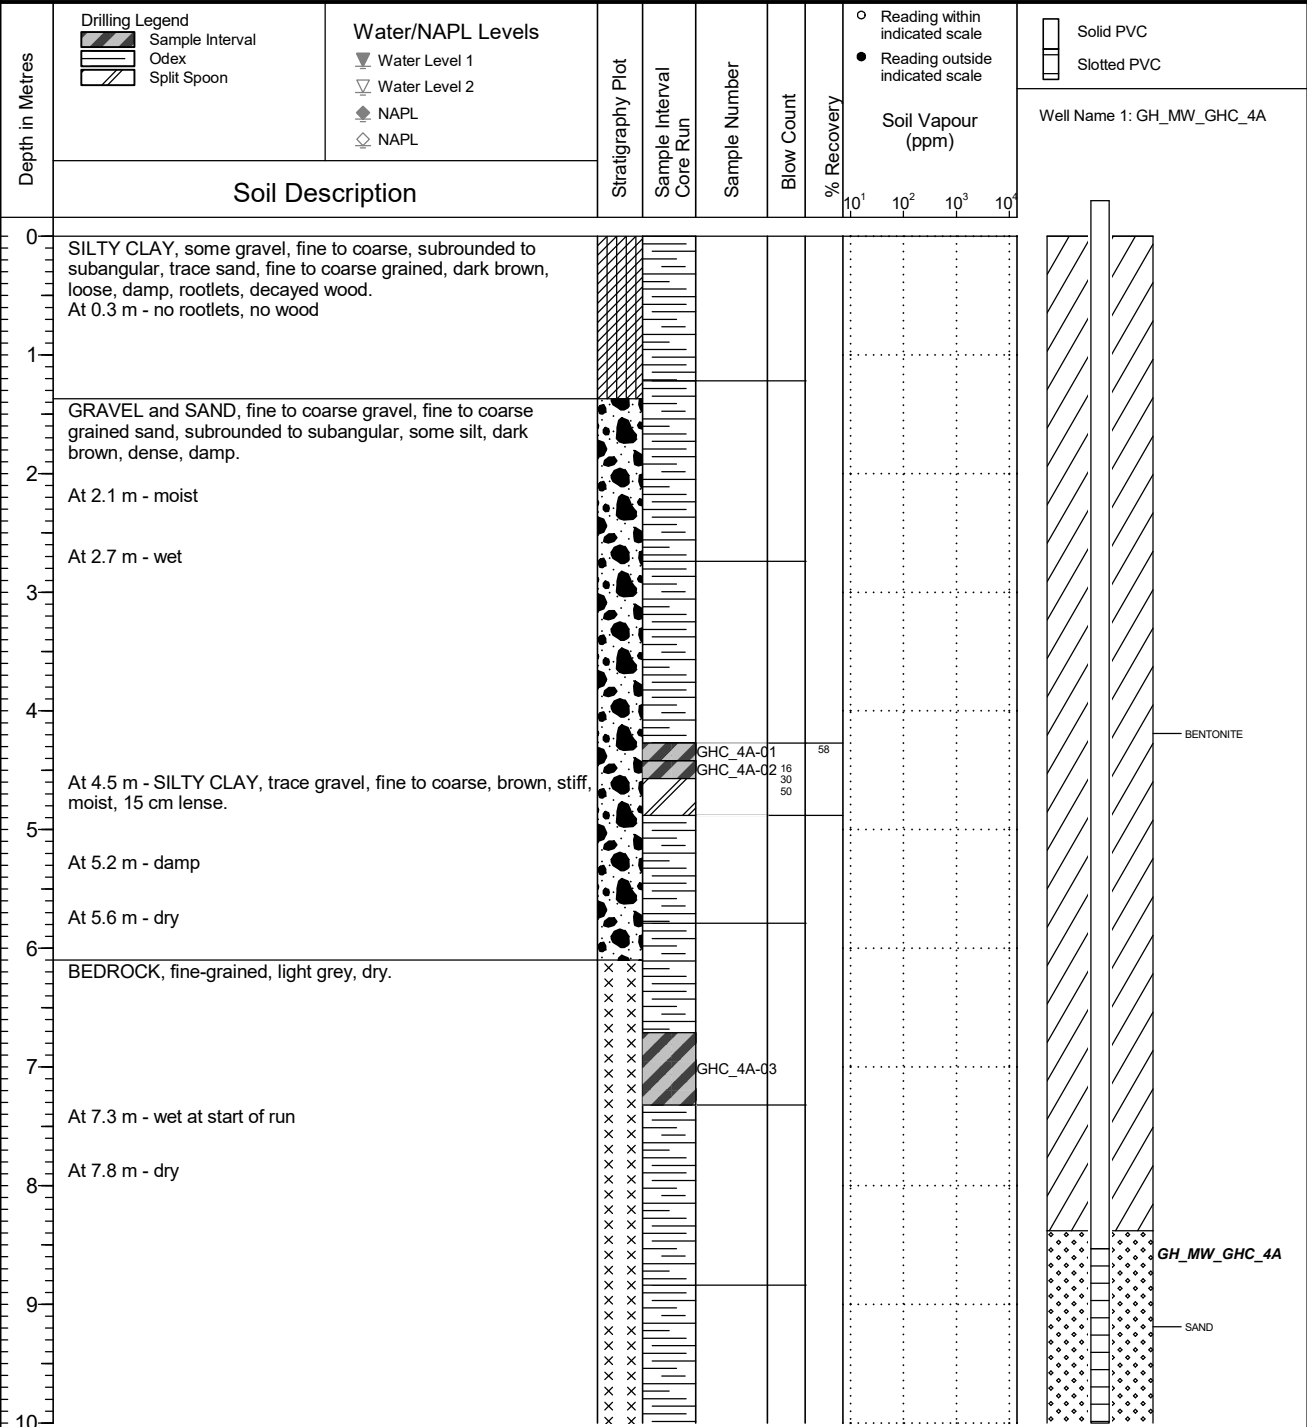 Depth in Metres
Drilling Legend
Sample Interval
Odex
Split Spoon
Water/NAPL Levels
Water Level 1
Water Level 2
NAPL
NAPL
Soil Description
Stratigraphy Plot
Sample Interval
Core Run
Sample Number
Blow Count
% Recovery
Reading within
indicated scale
Reading outside
indicated scale
Soil Vapour
(ppm)
10¹ 10² 10³ 10⁴
Solid PVC
Slotted PVC
Well Name 1: GH_MW_GHC_4A
0
SILTY CLAY, some gravel, fine to coarse, subrounded to
subangular, trace sand, fine to coarse grained, dark brown,
loose, damp, rootlets, decayed wood.
At 0.3 m - no rootlets, no wood
1
GRAVEL and SAND, fine to coarse gravel, fine to coarse
grained sand, subrounded to subangular, some silt, dark
brown, dense, damp.
2
At 2.1 m - moist
At 2.7 m - wet
3
4
BENTONITE
GHC_4A-01
58
GHC_4A-02
16
30
50
At 4.5 m - SILTY CLAY, trace gravel, fine to coarse, brown, stiff,
moist, 15 cm lense.
5
At 5.2 m - damp
At 5.6 m - dry
6
BEDROCK, fine-grained, light grey, dry.
7
GHC_4A-03
At 7.3 m - wet at start of run
At 7.8 m - dry
8
GH_MW_GHC_4A
9
SAND
10